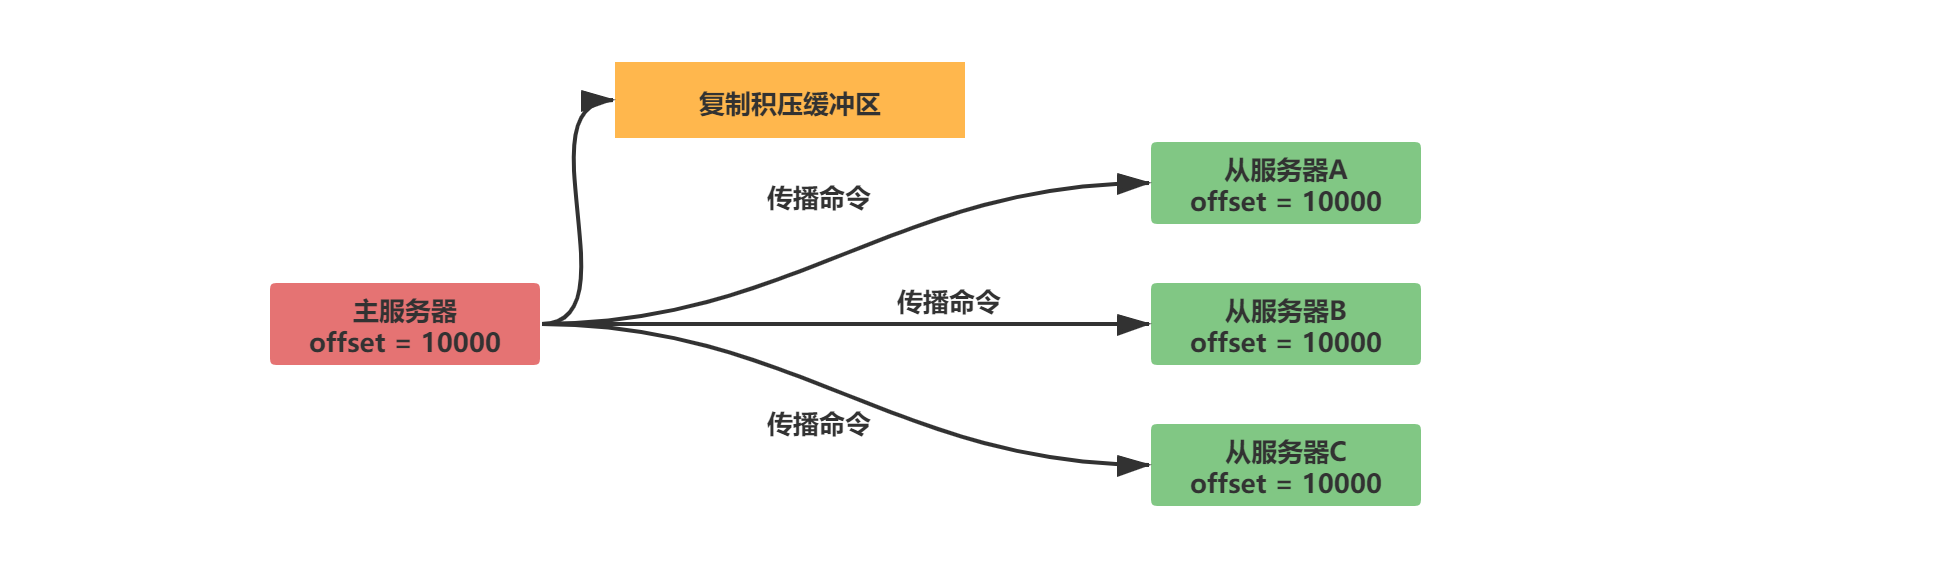 复制积压缓冲区
传播命令
从服务器A
offset = 10000
主服务器
offset = 10000
传播命令
从服务器B
offset = 10000
传播命令
从服务器C
offset = 10000